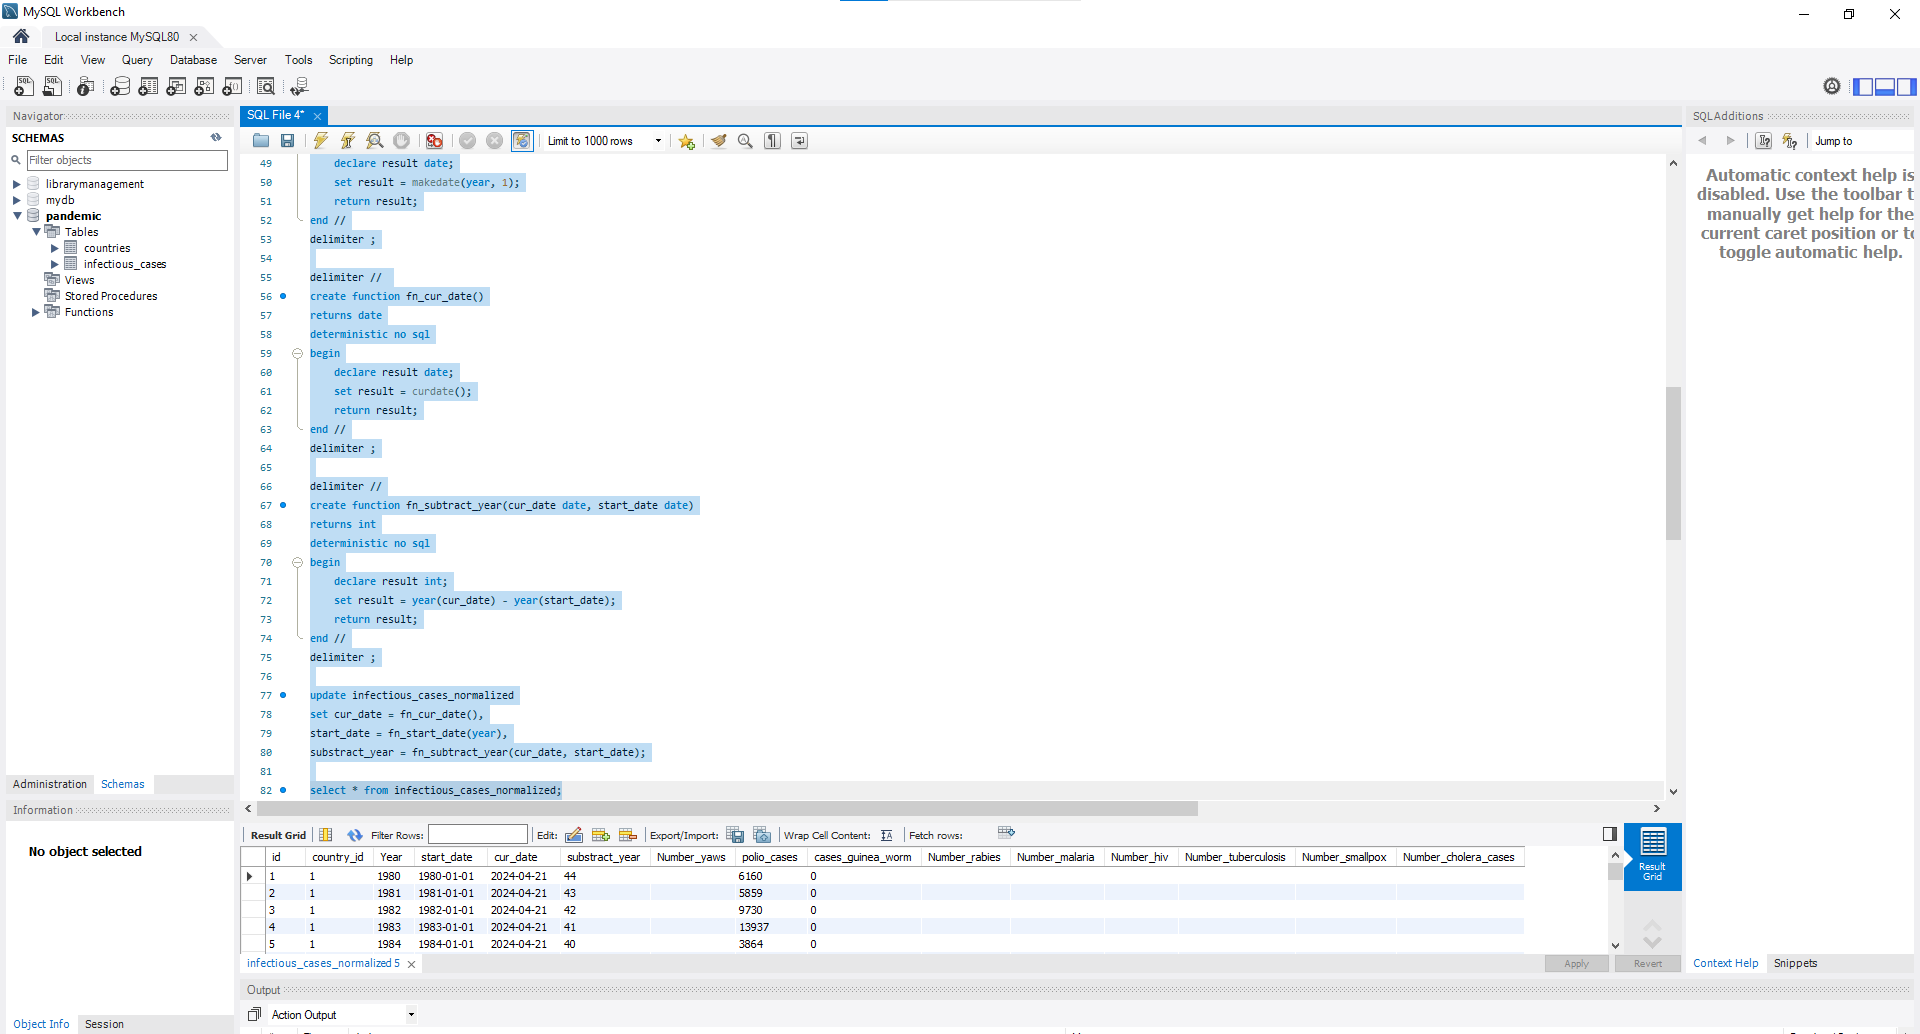 MySQL Workbench
Local instance MySQL80
File Edit View Query Database Server Tools Scripting Help
Navigator
SCHEMAS
Filter objects
librarymanagement
mydb
pandemic
Tables
countries
infectious_cases
Views
Stored Procedures
Functions
Administration Schemas
Information
No object selected
Object Info Session
SQL File 4*
Limit to 1000 rows
49 declare result date;
50 set result = makedate(year, 1);
51 return result;
52 end //
53 delimiter ;
54
55 delimiter //
56 create function fn_cur_date()
57 returns date
58 deterministic no sql
59 begin
60 declare result date;
61 set result = curdate();
62 return result;
63 end //
64 delimiter ;
65
66 delimiter //
67 create function fn_subtract_year(cur_date date, start_date date)
68 returns int
69 deterministic no sql
70 begin
71 declare result int;
72 set result = year(cur_date) - year(start_date);
73 return result;
74 end //
75 delimiter ;
76
77 update infectious_cases_normalized
78 set cur_date = fn_cur_date(),
79 start_date = fn_start_date(year),
80 substract_year = fn_subtract_year(cur_date, start_date);
81
82 select * from infectious_cases_normalized;
Result Grid Filter Rows: Edit: Export/Import: Wrap Cell Content: Fetch rows:
id country_id Year start_date cur_date substract_year Number_yaws polio_cases cases_guinea_worm Number_rabies Number_malaria Number_hiv Number_tuberculosis Number_smallpox Number_cholera_cases
1 1 1980 1980-01-01 2024-04-21 44 6160 0
2 1 1981 1981-01-01 2024-04-21 43 5859 0
3 1 1982 1982-01-01 2024-04-21 42 9730 0
4 1 1983 1983-01-01 2024-04-21 41 13937 0
5 1 1984 1984-01-01 2024-04-21 40 3864 0
Result Grid
infectious_cases_normalized 5
Apply Revert
Output
Action Output
SQLAdditions
Jump to
Automatic context help is
disabled. Use the toolbar t
manually get help for the
current caret position or to
toggle automatic help.
Context Help Snippets